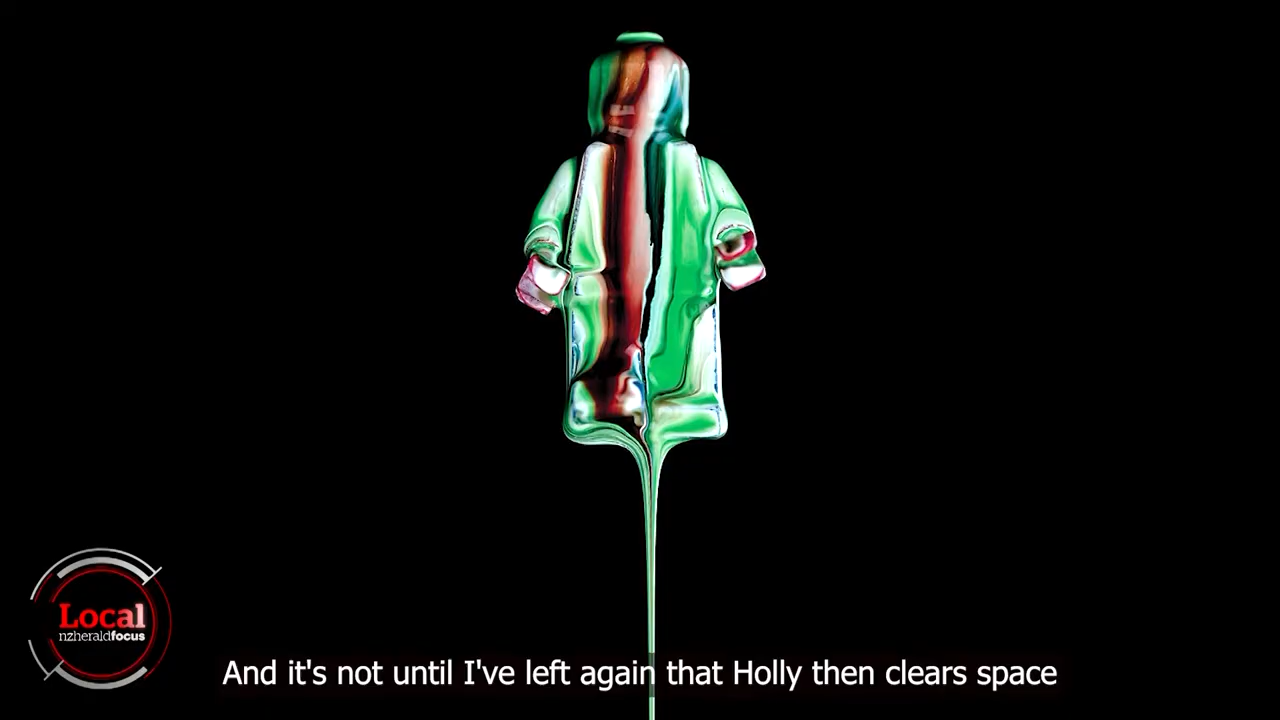 Local
nzheraldfocus
And it's not until I've left again that Holly then clears space